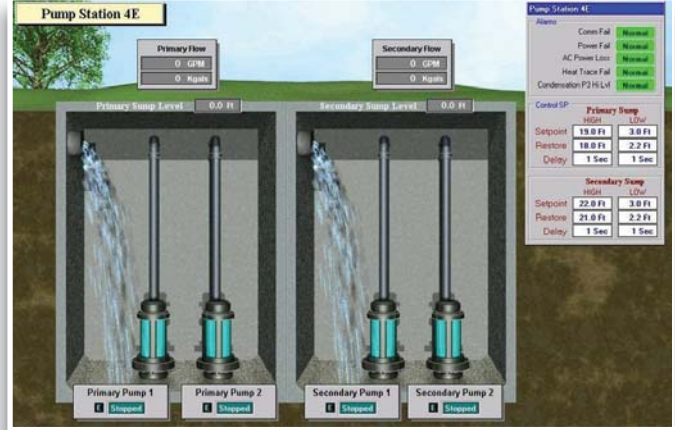 Pump Station 4E
Primary Flow
0 GPM
0 Kgals
Secondary Flow
0 GPM
0 Kgals
Primary Sump Level 0.0 Ft
Secondary Sump Level 0.0 Ft
Primary Pump 1
E Stopped
Primary Pump 2
E Stopped
Secondary Pump 1
E Stopped
Secondary Pump 2
E Stopped
Pump Station 4E
Alarms
Comm Fail Normal
Power Fail Normal
AC Power Loss Normal
Heat Trace Fail Normal
Condensation P3 Hi Lvl Normal
Control SP
Primary Sump
HIGH LOW
Setpoint 19.0 Ft 3.0 Ft
Restore 18.0 Ft 2.2 Ft
Delay 1 Sec 1 Sec
Secondary Sump
HIGH LOW
Setpoint 22.0 Ft 3.0 Ft
Restore 21.0 Ft 2.2 Ft
Delay 1 Sec 1 Sec